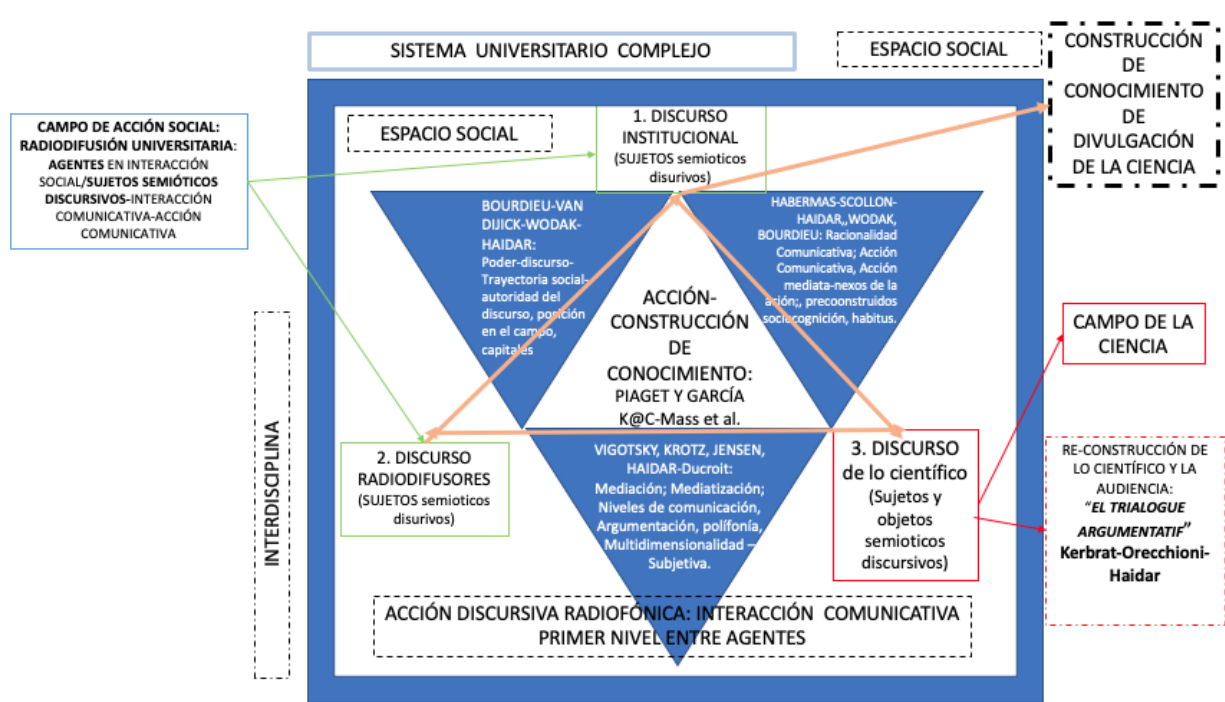 SISTEMA UNIVERSITARIO COMPLEJO
ESPACIO SOCIAL
CONSTRUCCIÓN
DE
CONOCIMIENTO
DE
DIVULGACIÓN
DE LA CIENCIA
CAMPO DE ACCIÓN SOCIAL:
RADIODIFUSIÓN UNIVERSITARIA:
AGENTES EN INTERACCIÓN
SOCIAL/SUJETOS SEMIÓTICOS
DISCURSIVOS-INTERACCIÓN
COMUNICATIVA-ACCIÓN
COMUNICATIVA
ESPACIO SOCIAL
1. DISCURSO
INSTITUCIONAL
(SUJETOS semioticos
disurivos)
BOURDIEU-VAN
DIJICK-WODAK-
HAIDAR:
Poder-discurso-
Trayectoria social-
autoridad del
discurso, posición
en el campo,
capitales
HABERMAS-SCOLLON-
HAIDAR,,WODAK,
BOURDIEU: Racionalidad
Comunicativa; Acción
Comunicativa, Acción
mediata-nexos de la
ación;, precoonstruidos
sociocognición, habitus.
ACCIÓN-
CONSTRUCCIÓN
DE
CONOCIMIENTO:
PIAGET Y GARCÍA
K@C-Mass et al.
INTERDISCIPLINA
2. DISCURSO
RADIODIFUSORES
(SUJETOS semioticos
disurivos)
VIGOTSKY, KROTZ, JENSEN,
HAIDAR-Ducroit:
Mediación; Mediatización;
Niveles de comunicación,
Argumentación, polífonía,
Multidimensionalidad –
Subjetiva.
3. DISCURSO
de lo científico
(Sujetos y
objetos
semioticos
discursivos)
CAMPO DE LA
CIENCIA
RE-CONSTRUCCIÓN DE
LO CIENTÍFICO Y LA
AUDIENCIA:
"EL TRIALOGUE
ARGUMENTATIF"
Kerbrat-Orecchioni-
Haidar
ACCIÓN DISCURSIVA RADIOFÓNICA: INTERACCIÓN COMUNICATIVA
PRIMER NIVEL ENTRE AGENTES